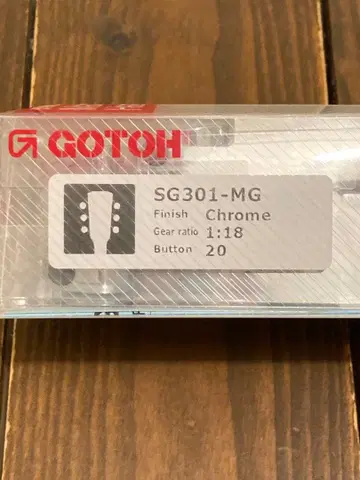 GOTOH
SG301-MG
Finish Chrome
Gear ratio 1:18
Button 20